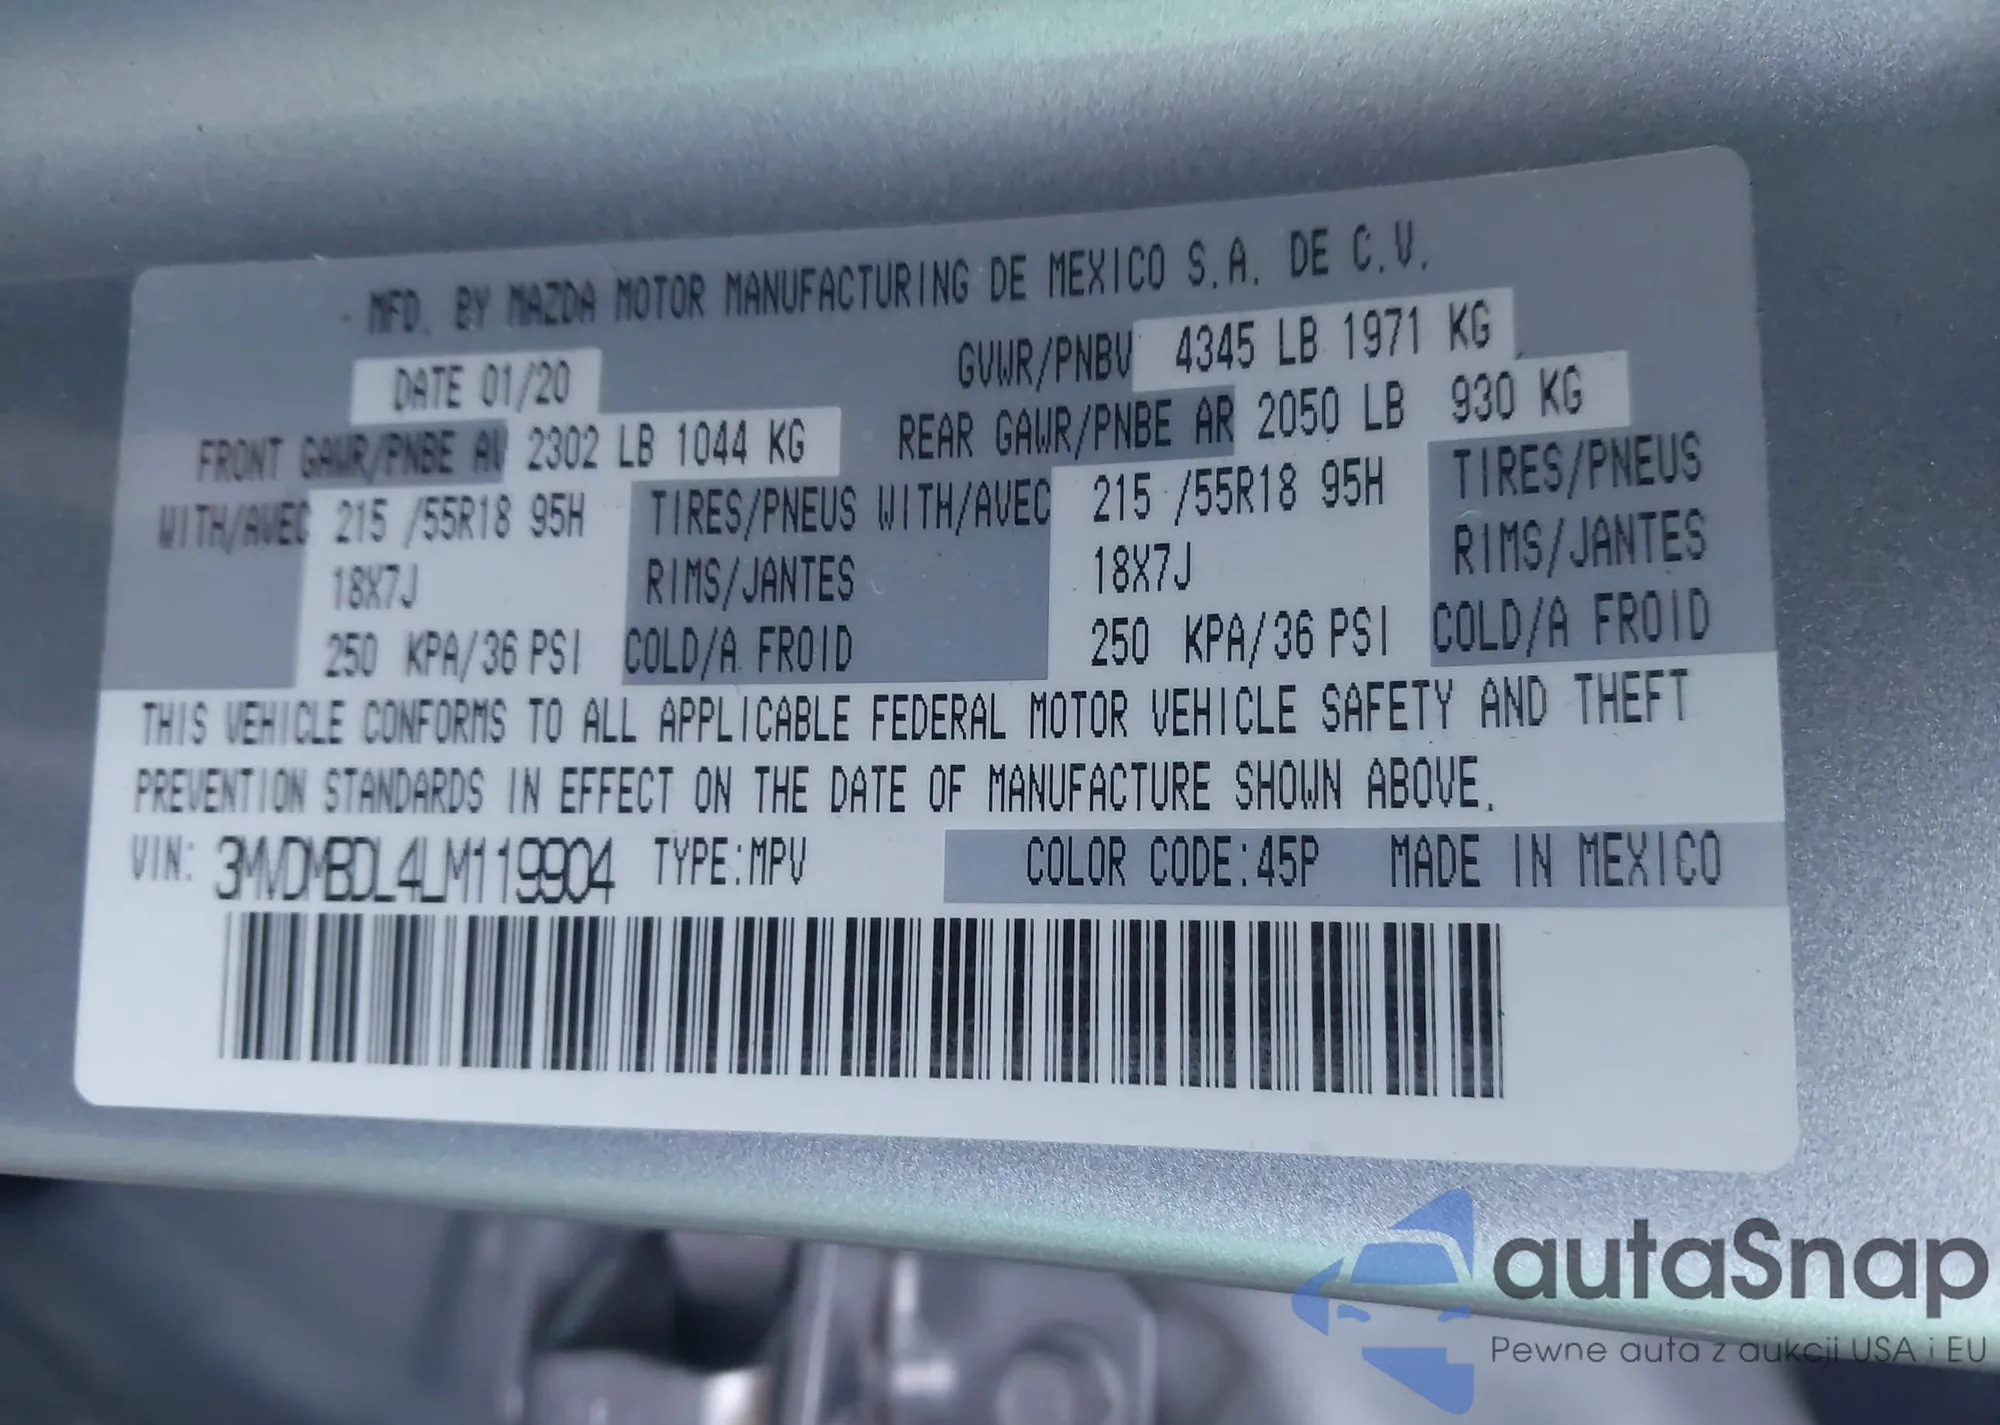 MFD. BY MAZDA MOTOR MANUFACTURING DE MEXICO S.A. DE C.V.
DATE 01/20 GVWR/PNBV 4345 LB 1971 KG
FRONT GAWR/PNBE AV 2302 LB 1044 KG REAR GAWR/PNBE AR 2050 LB 930 KG
WITH/AVEC 215 /55R18 95H TIRES/PNEUS WITH/AVEC 215 /55R18 95H TIRES/PNEUS
18X7J RIMS/JANTES 18X7J RIMS/JANTES
250 KPA/36 PSI COLD/A FROID 250 KPA/36 PSI COLD/A FROID
THIS VEHICLE CONFORMS TO ALL APPLICABLE FEDERAL MOTOR VEHICLE SAFETY AND THEFT
PREVENTION STANDARDS IN EFFECT ON THE DATE OF MANUFACTURE SHOWN ABOVE.
VIN: 3MVDMBDL4LM119904 TYPE:MPV COLOR CODE:45P MADE IN MEXICO
autaSnap
Pewne auta z aukcji USA i EU